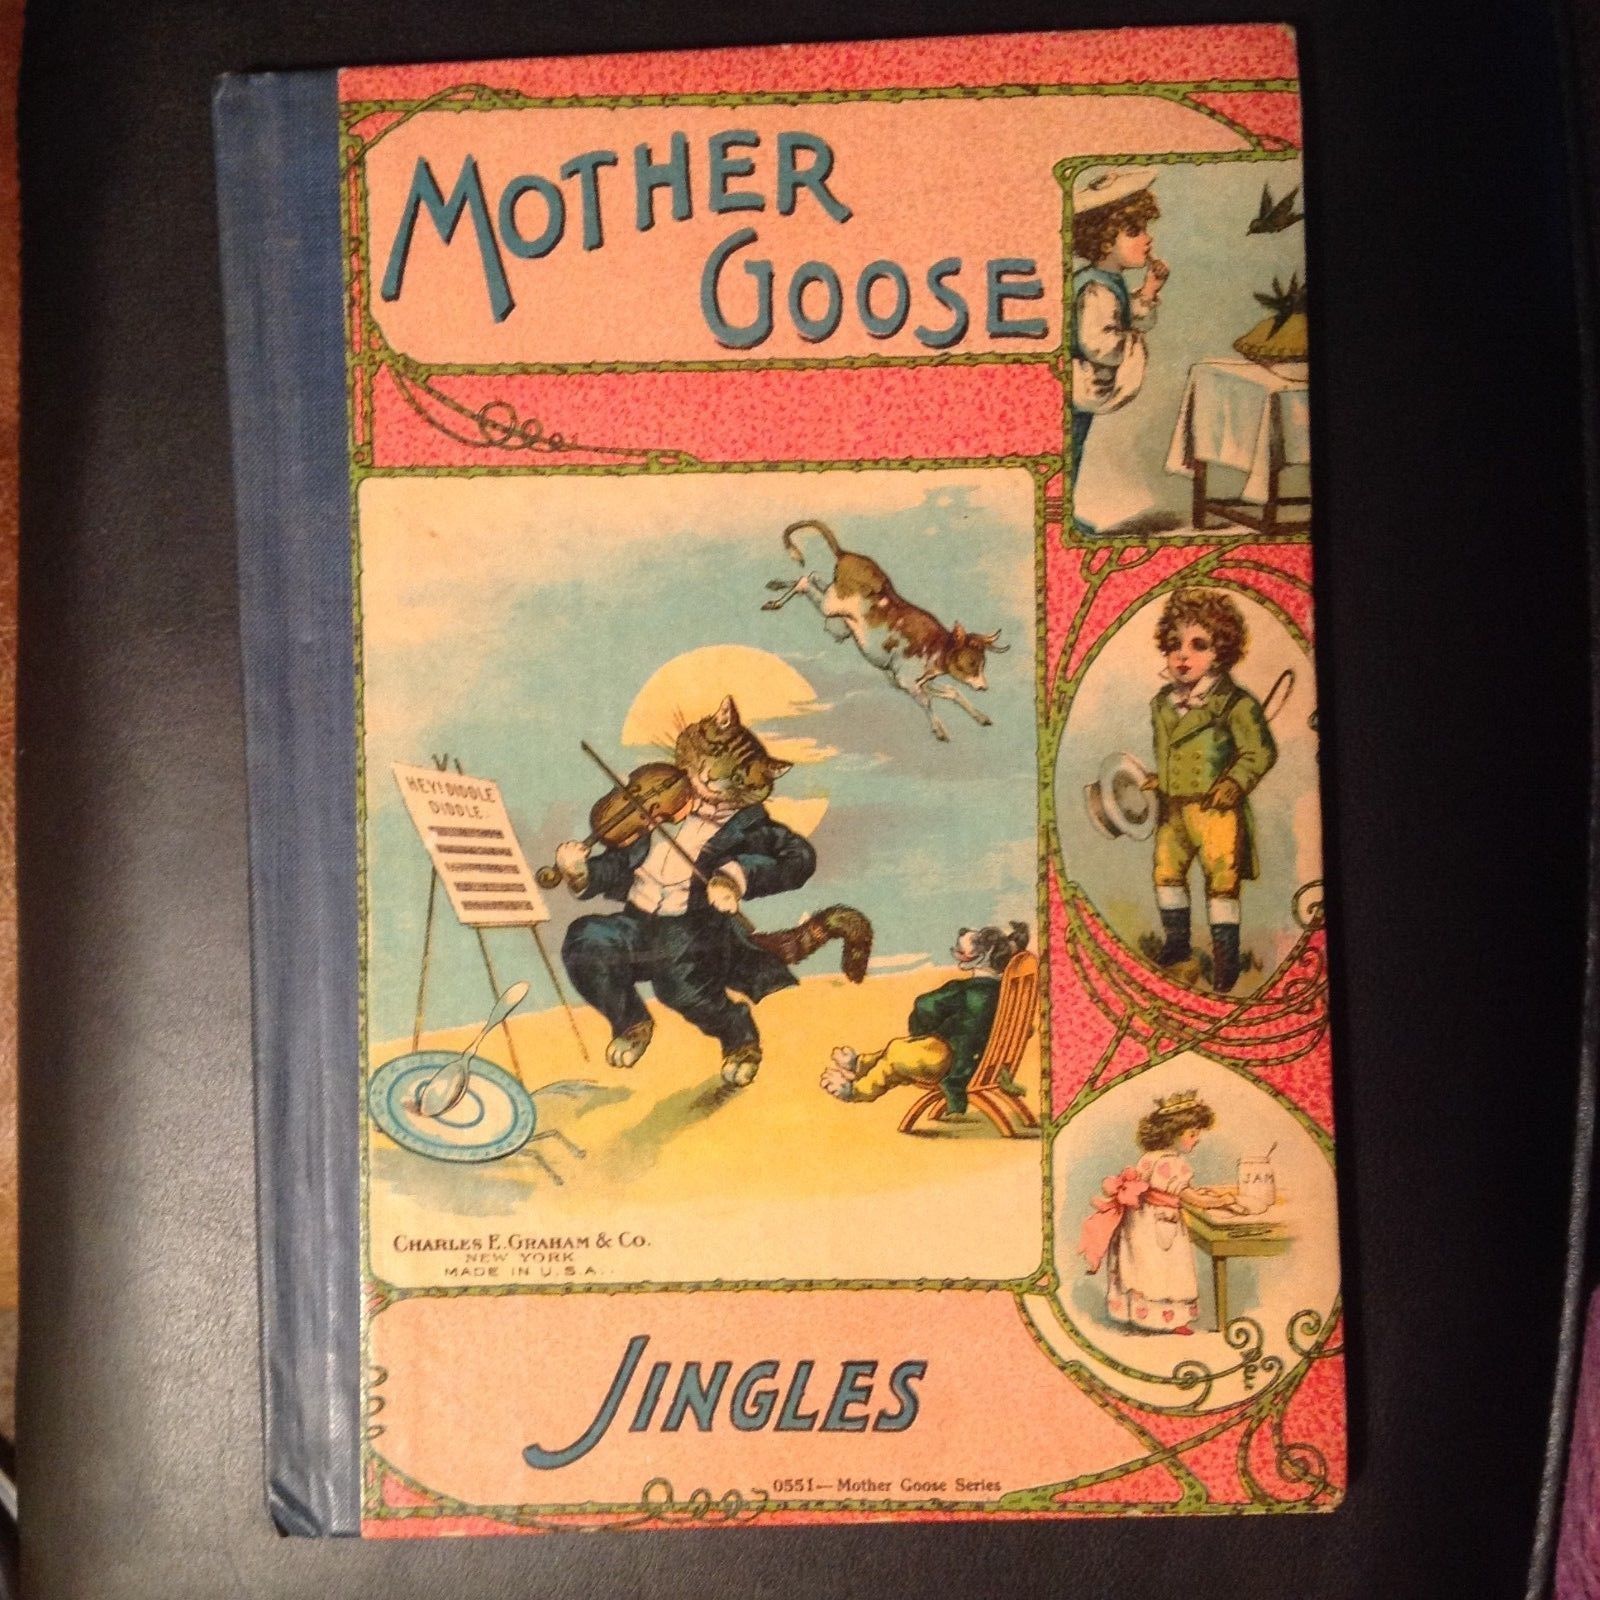 MOTHER
GOOSE
HEY! DIDDLE
DIDDLE.
JAM
CHARLES E. GRAHAM & CO.
NEW YORK
MADE IN U.S.A.
JINGLES
0551—Mother Goose Series